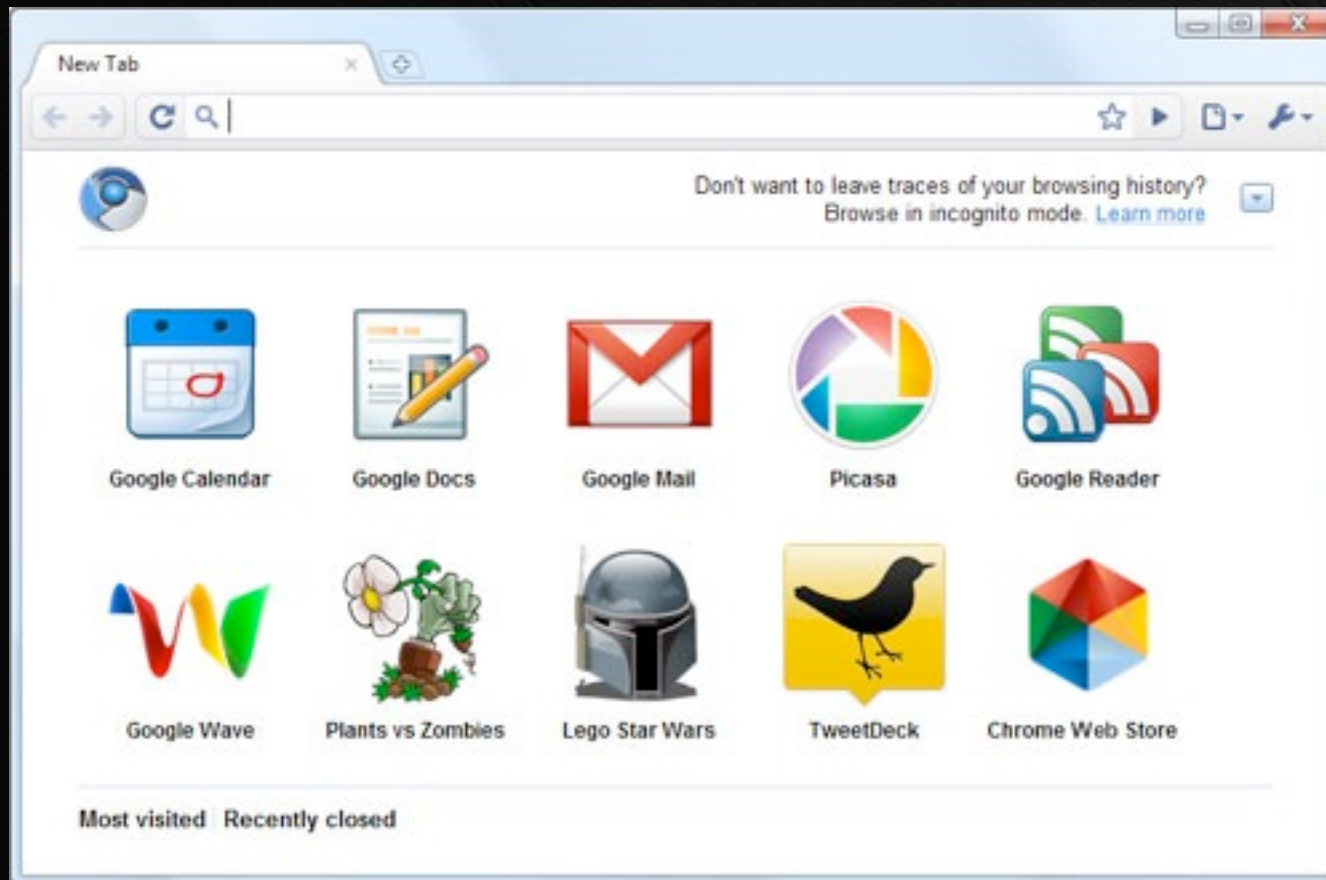 New Tab
Don't want to leave traces of your browsing history?
Browse in incognito mode. Learn more
Google Calendar
Google Docs
Google Mail
Picasa
Google Reader
Google Wave
Plants vs Zombies
Lego Star Wars
TweetDeck
Chrome Web Store
Most visited
Recently closed